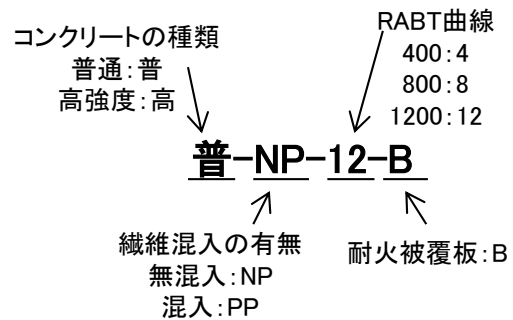 コンクリートの種類
普通：普
高強度：高
RABT曲線
400：4
800：8
1200：12
普-NP-12-B
繊維混入の有無
無混入：NP
混入：PP
耐火被覆板：B